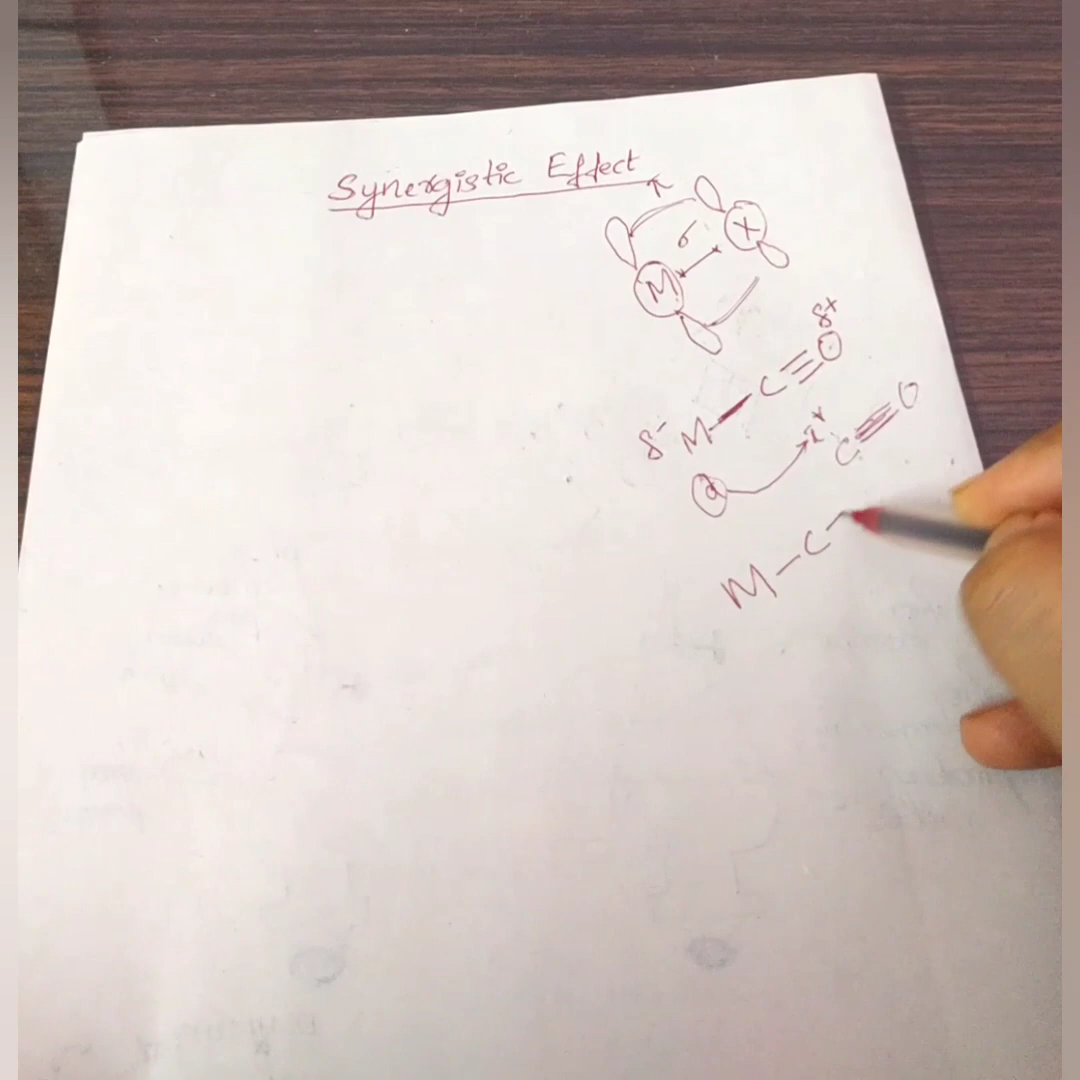 Synergistic Effect
X
σ
M
δ+
δ- M - C ≡ O
d → π* C ≡ O
M - C -